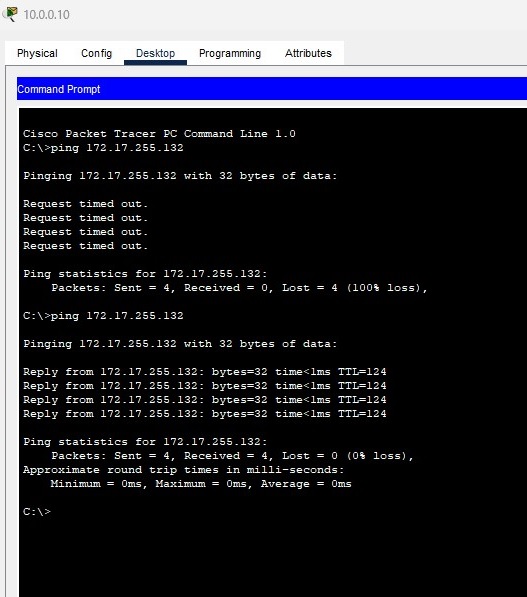 10.0.0.10
Physical Config Desktop Programming Attributes
Command Prompt
Cisco Packet Tracer PC Command Line 1.0
C:\>ping 172.17.255.132
Pinging 172.17.255.132 with 32 bytes of data:
Request timed out.
Request timed out.
Request timed out.
Request timed out.
Ping statistics for 172.17.255.132:
Packets: Sent = 4, Received = 0, Lost = 4 (100% loss),
C:\>ping 172.17.255.132
Pinging 172.17.255.132 with 32 bytes of data:
Reply from 172.17.255.132: bytes=32 time<1ms TTL=124
Reply from 172.17.255.132: bytes=32 time<1ms TTL=124
Reply from 172.17.255.132: bytes=32 time<1ms TTL=124
Reply from 172.17.255.132: bytes=32 time<1ms TTL=124
Ping statistics for 172.17.255.132:
Packets: Sent = 4, Received = 4, Lost = 0 (0% loss),
Approximate round trip times in milli-seconds:
Minimum = 0ms, Maximum = 0ms, Average = 0ms
C:\>